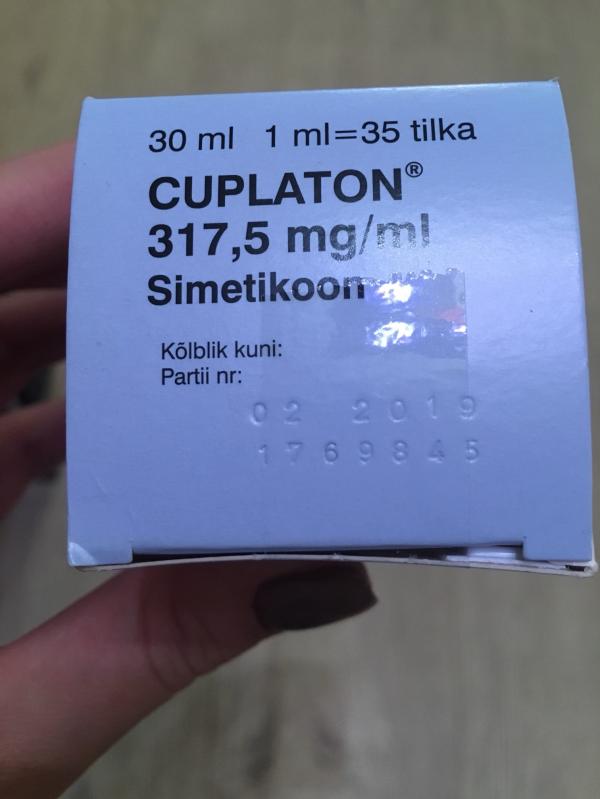 30 ml 1 ml=35 tilka
CUPLATON®
317,5 mg/ml
Simetikoon
Kõlblik kuni:
Partii nr:
02 2019
1769845